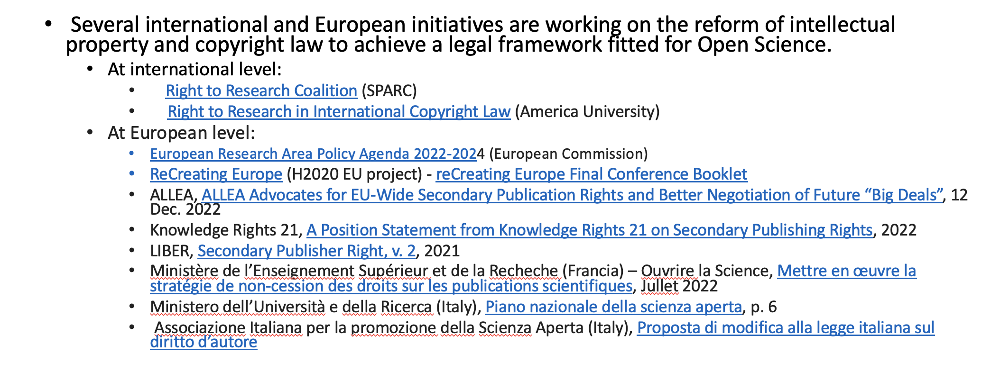 • Several international and European initiatives are working on the reform of intellectual
property and copyright law to achieve a legal framework fitted for Open Science.
• At international level:
• Right to Research Coalition (SPARC)
• Right to Research in International Copyright Law (America University)
• At European level:
• European Research Area Policy Agenda 2022-2024 (European Commission)
• ReCreating Europe (H2020 EU project) - reCreating Europe Final Conference Booklet
• ALLEA, ALLEA Advocates for EU-Wide Secondary Publication Rights and Better Negotiation of Future “Big Deals”, 12
Dec. 2022
• Knowledge Rights 21, A Position Statement from Knowledge Rights 21 on Secondary Publishing Rights, 2022
• LIBER, Secondary Publisher Right, v. 2, 2021
• Ministère de l’Enseignement Supérieur et de la Recheche (Francia) – Ouvrire la Science, Mettre en œuvre la
stratégie de non-cession des droits sur les publications scientifiques, Jullet 2022
• Ministero dell’Università e della Ricerca (Italy), Piano nazionale della scienza aperta, p. 6
• Associazione Italiana per la promozione della Scienza Aperta (Italy), Proposta di modifica alla legge italiana sul
diritto d’autore